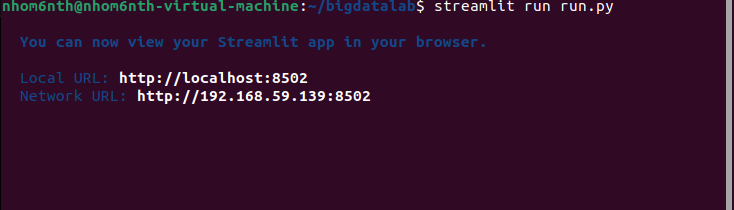 nhom6nth@nhom6nth-virtual-machine:~/bigdatalab$ streamlit run run.py
You can now view your Streamlit app in your browser.
Local URL: http://localhost:8502
Network URL: http://192.168.59.139:8502